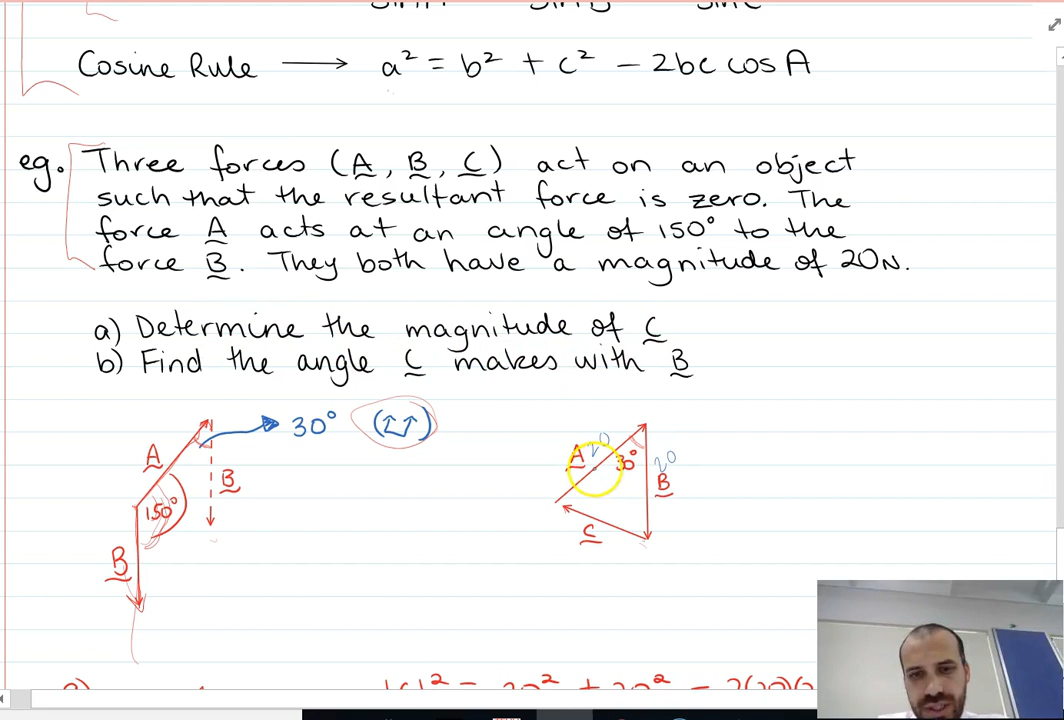 Cosine Rule → a² = b² + c² - 2bc cos A
eg. Three forces (A, B, C) act on an object
such that the resultant force is zero. The
force A acts at an angle of 150° to the
force B. They both have a magnitude of 20N.
a) Determine the magnitude of C
b) Find the angle C makes with B
30°
A
B
150°
B
A 20
30°
20
B
C